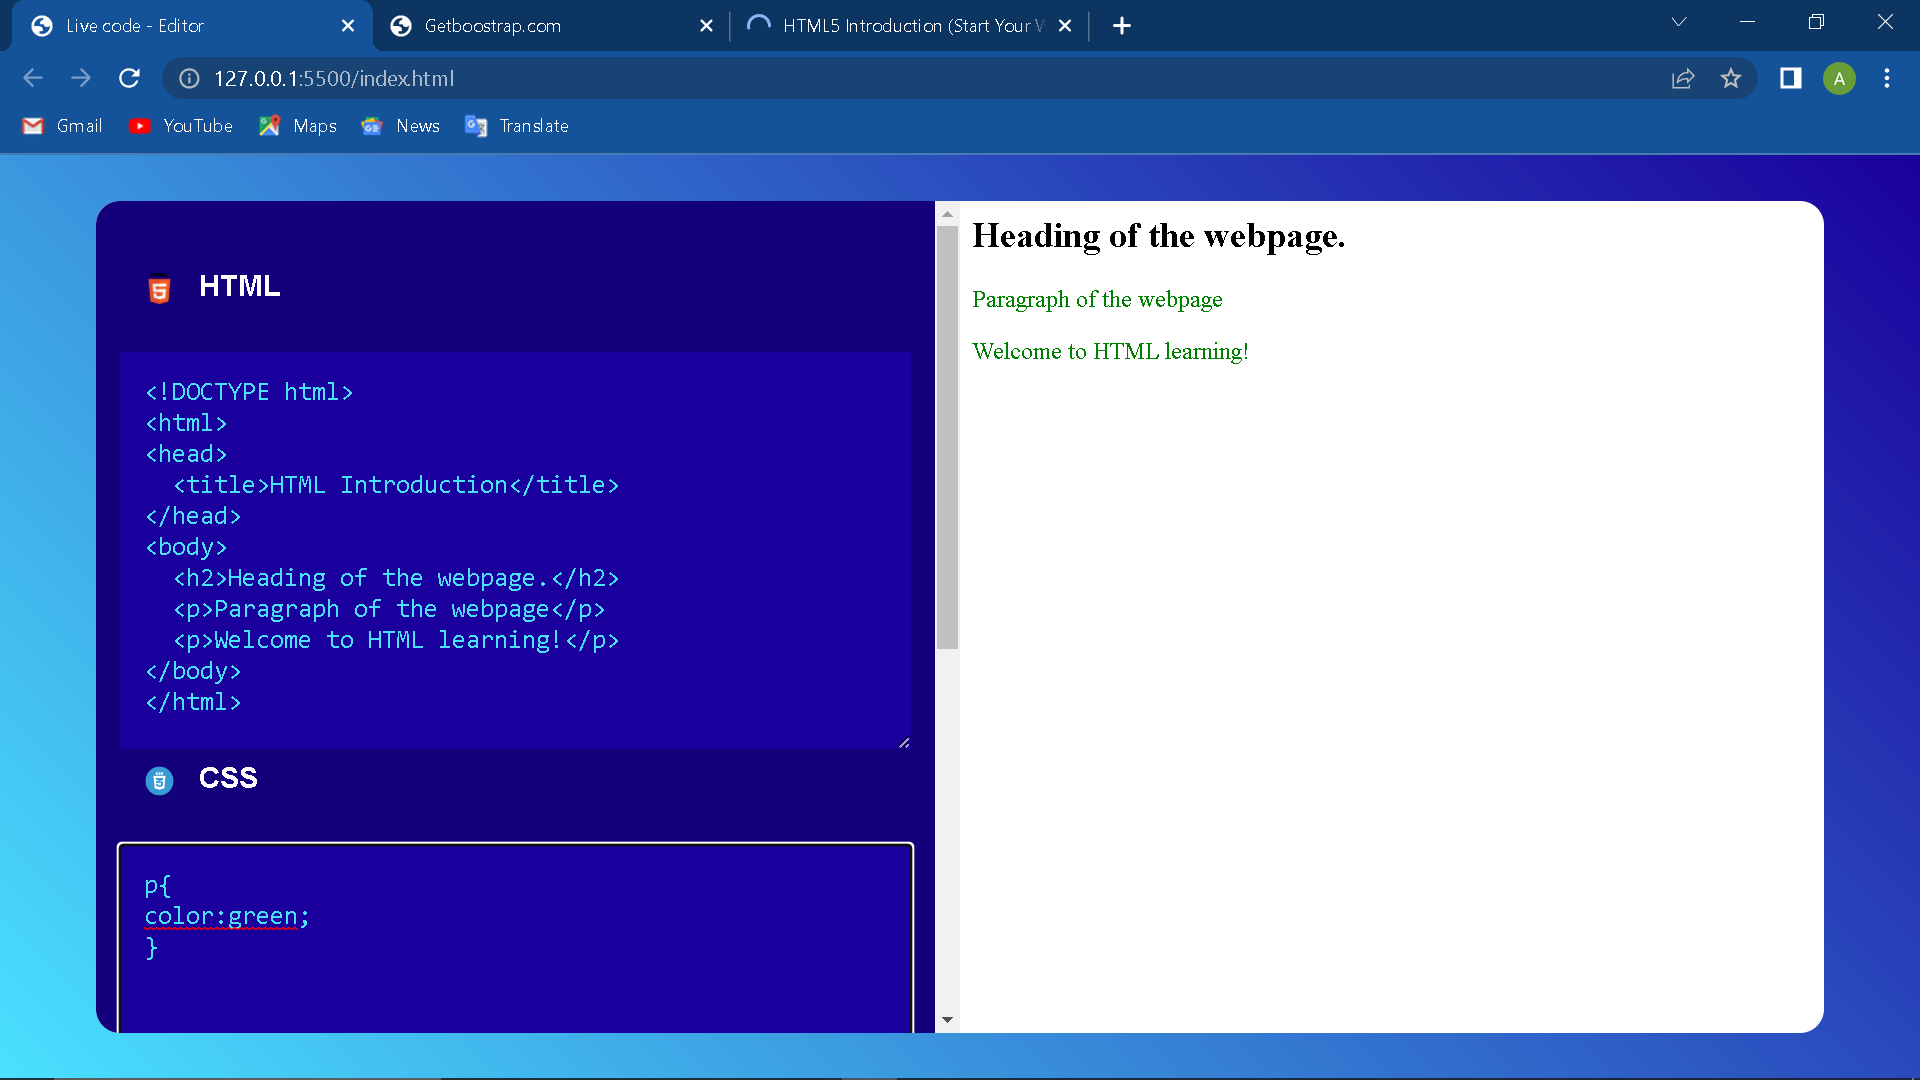 Live code - Editor
Getboostrap.com
HTML5 Introduction (Start Your
127.0.0.1:5500/index.html
A
Gmail
YouTube
Maps
News
Translate
HTML
<!DOCTYPE html>
<html>
<head>
<title>HTML Introduction</title>
</head>
<body>
<h2>Heading of the webpage.</h2>
<p>Paragraph of the webpage</p>
<p>Welcome to HTML learning!</p>
</body>
</html>
CSS
p{
color:green;
}
Heading of the webpage.
Paragraph of the webpage
Welcome to HTML learning!